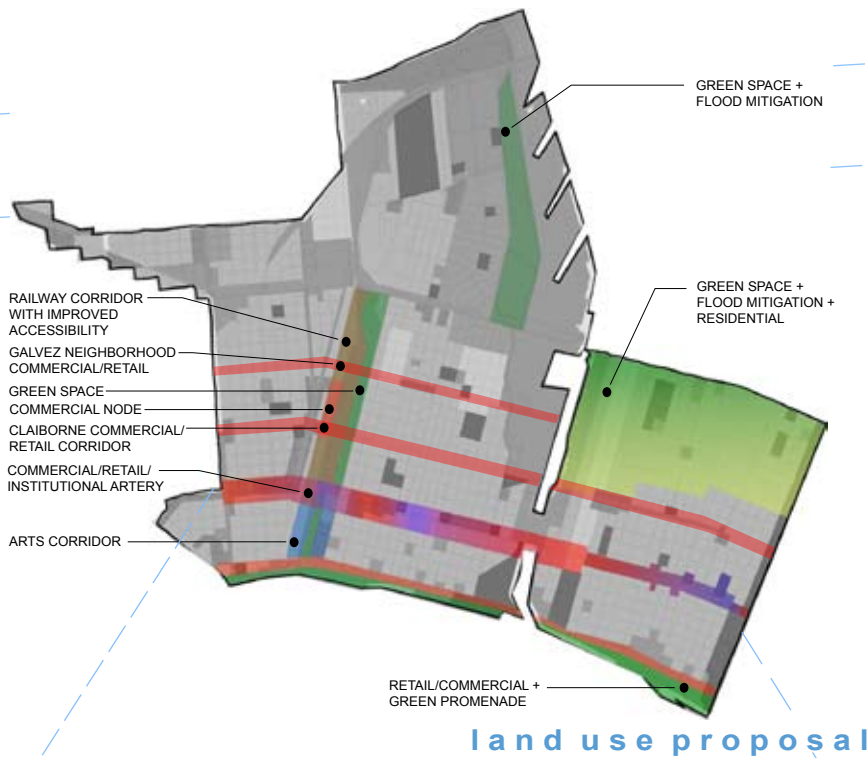 GREEN SPACE +
FLOOD MITIGATION
GREEN SPACE +
FLOOD MITIGATION +
RESIDENTIAL
RAILWAY CORRIDOR
WITH IMPROVED
ACCESSIBILITY
GALVEZ NEIGHBORHOOD
COMMERCIAL/RETAIL
GREEN SPACE
COMMERCIAL NODE
CLAIBORNE COMMERCIAL/
RETAIL CORRIDOR
COMMERCIAL/RETAIL/
INSTITUTIONAL ARTERY
ARTS CORRIDOR
RETAIL/COMMERCIAL +
GREEN PROMENADE
land use proposal